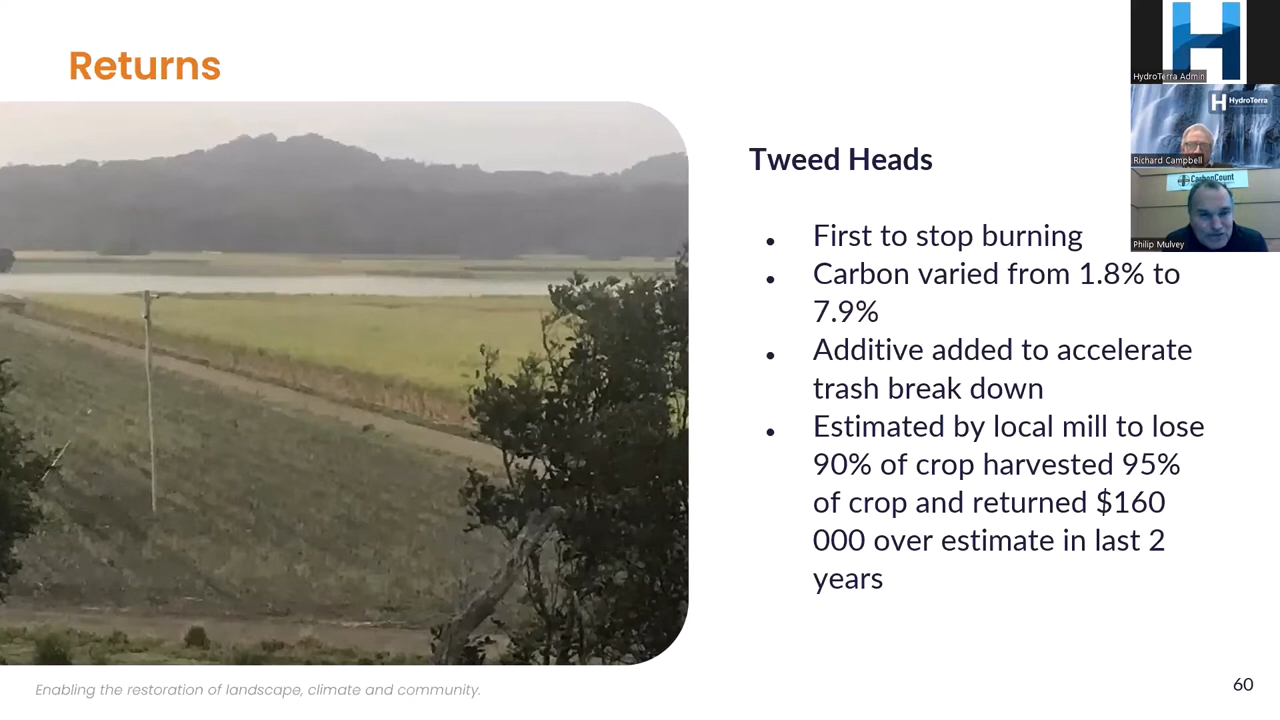 Returns
Tweed Heads
• First to stop burning
• Carbon varied from 1.8% to
7.9%
• Additive added to accelerate
trash break down
• Estimated by local mill to lose
90% of crop harvested 95%
of crop and returned $160
000 over estimate in last 2
years
HydroTerra Admin
HydroTerra
Richard Campbell
CarbonCount
Philip Mulvey
Enabling the restoration of landscape, climate and community.
60